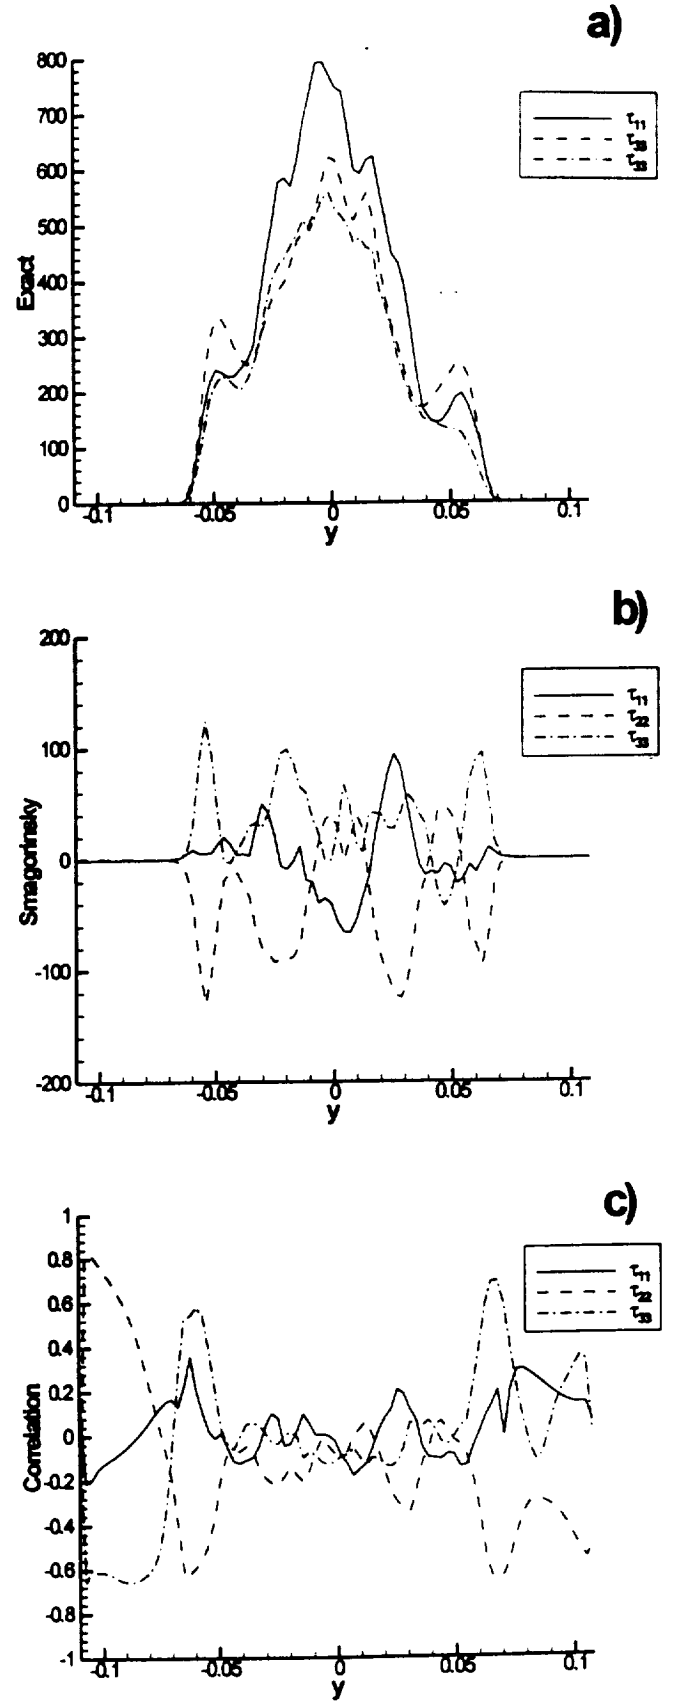 a)
800
700
600
500
400
300
200
100
0
Exact
τ11
τ33
-0.1
-0.05
0
0.05
0.1
y
b)
200
100
0
-100
-200
Smagorinsky
τ11
τ22
τ33
-0.1
-0.05
0
0.05
0.1
y
c)
1
0.8
0.6
0.4
0.2
0
-0.2
-0.4
-0.6
-0.8
-1
Correlation
τ11
τ22
τ33
-0.1
-0.05
0
0.05
0.1
y